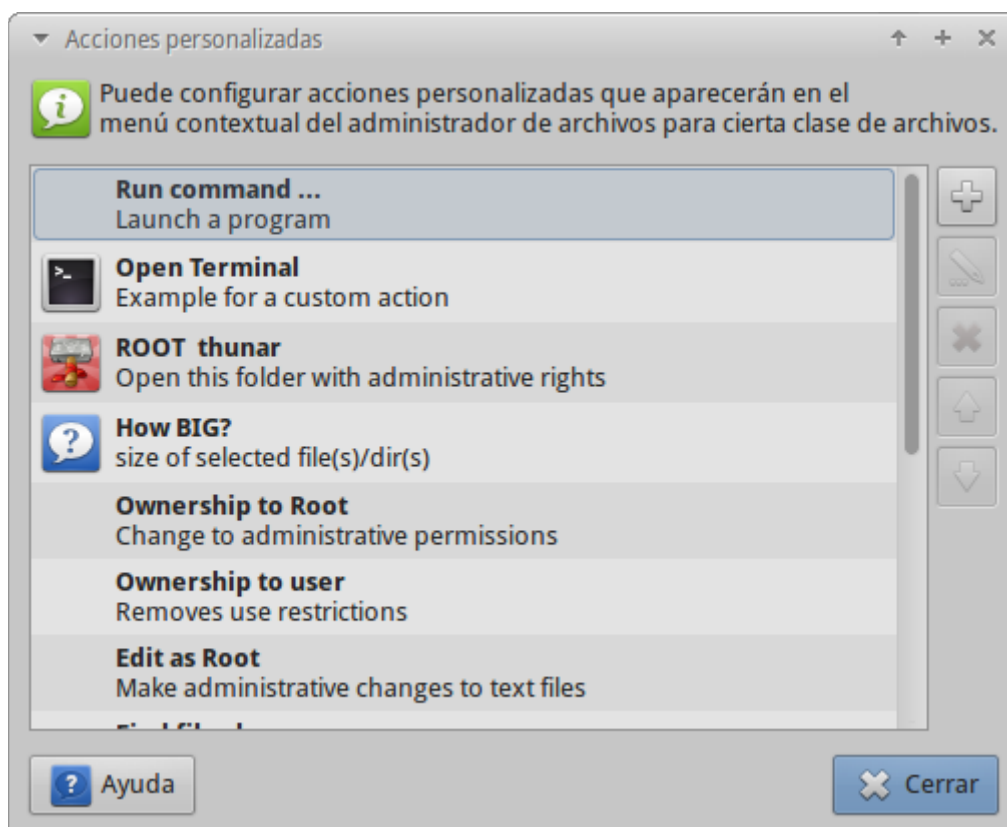 Acciones personalizadas
Puede configurar acciones personalizadas que aparecerán en el
menú contextual del administrador de archivos para cierta clase de archivos.
Run command ...
Launch a program
Open Terminal
Example for a custom action
ROOT  thunar
Open this folder with administrative rights
How BIG?
size of selected file(s)/dir(s)
Ownership to Root
Change to administrative permissions
Ownership to user
Removes use restrictions
Edit as Root
Make administrative changes to text files
Ayuda
Cerrar